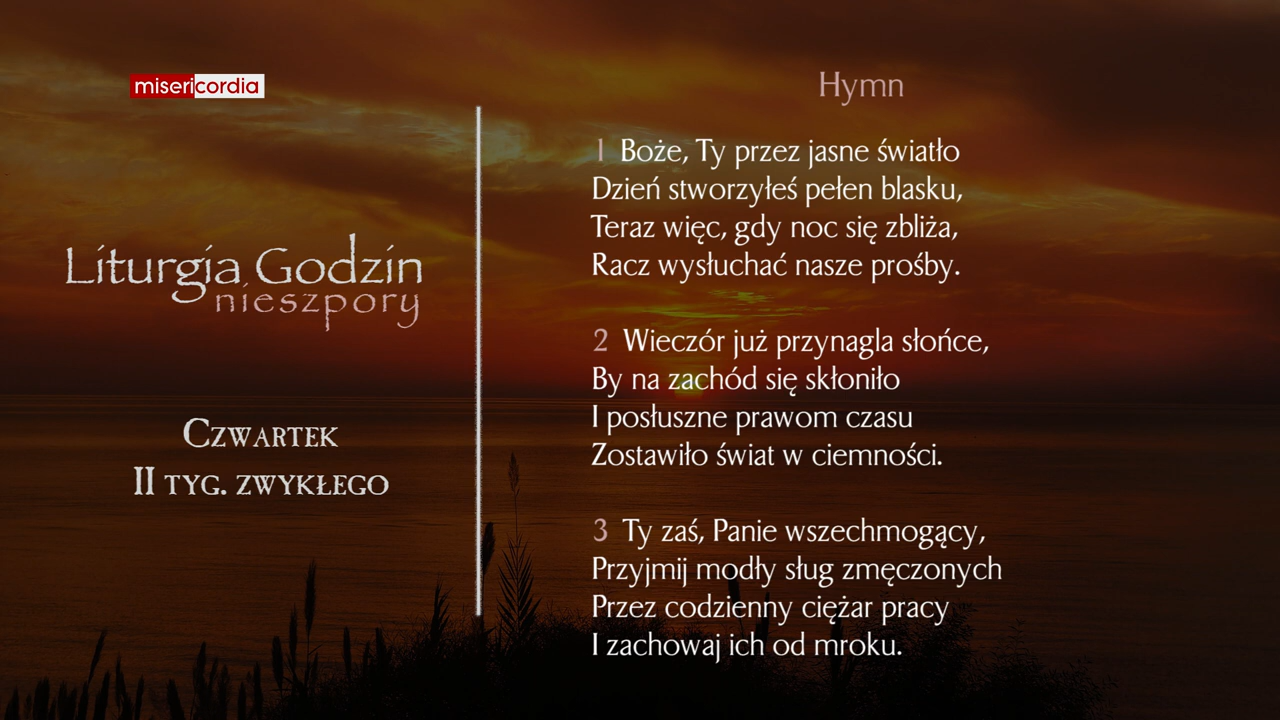 misericordia
Liturgia Godzin
nieszpory
Czwartek
II tyg. zwykłego
Hymn
1 Boże, Ty przez jasne światło
Dzień stworzyłeś pełen blasku,
Teraz więc, gdy noc się zbliża,
Racz wysłuchać nasze prośby.
2 Wieczór już przynagla słońce,
By na zachód się skłoniło
I posłuszne prawom czasu
Zostawiło świat w ciemności.
3 Ty zaś, Panie wszechmogący,
Przyjmij modły sług zmęczonych
Przez codzienny ciężar pracy
I zachowaj ich od mroku.